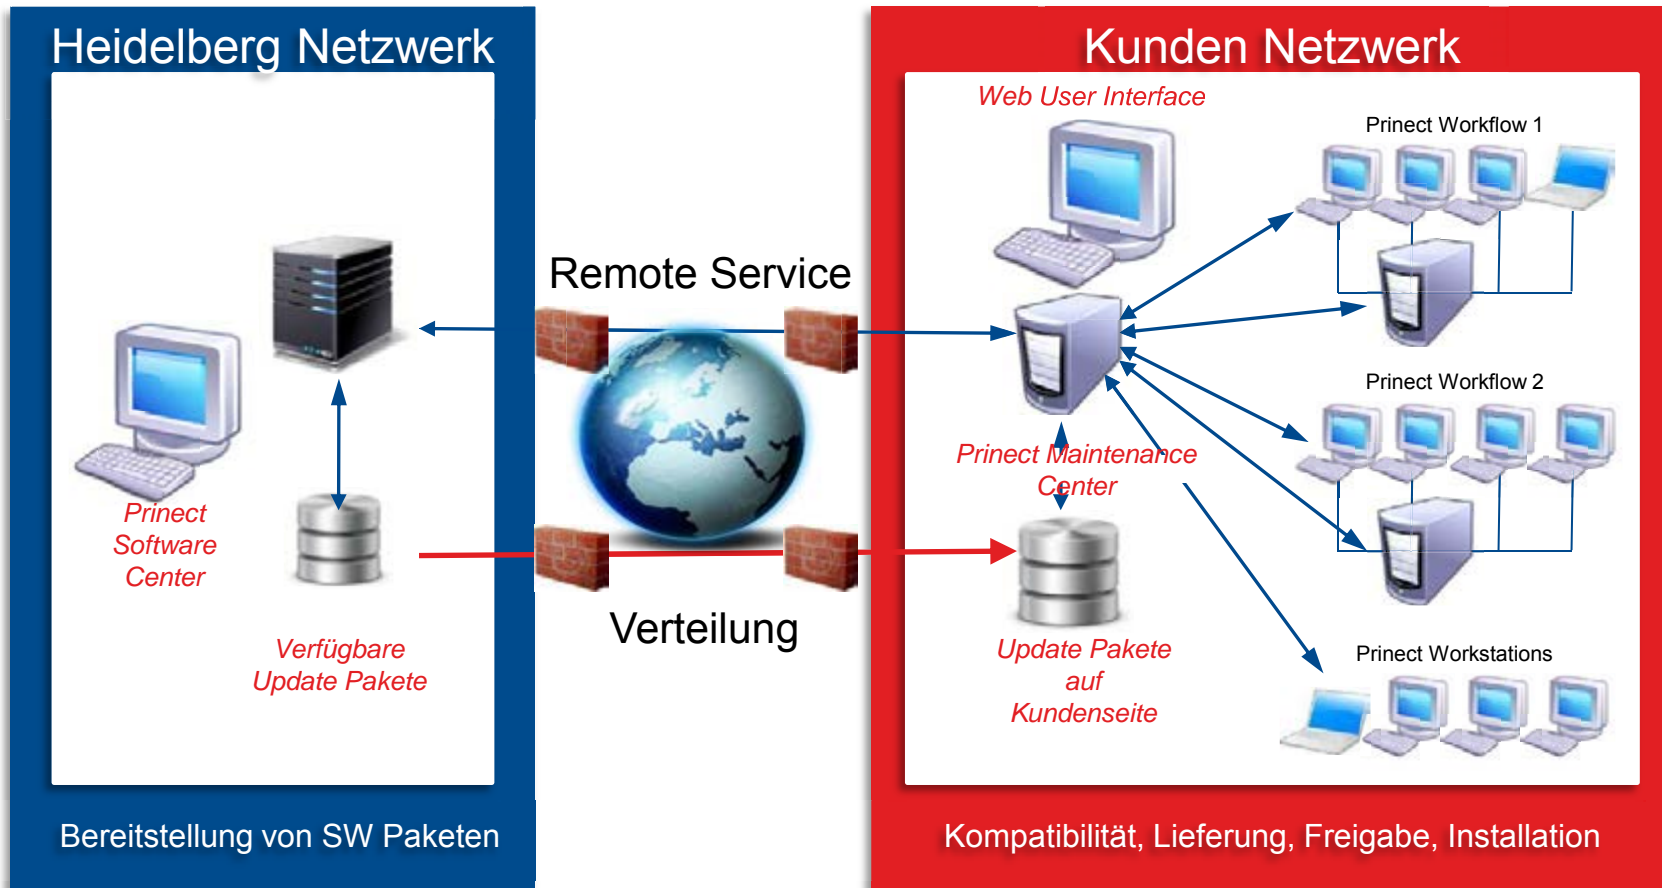 Heidelberg Netzwerk
Prinect
Software
Center
Verfügbare
Update Pakete
Bereitstellung von SW Paketen
Remote Service
Verteilung
Kunden Netzwerk
Web User Interface
Prinect Maintenance
Center
Update Pakete
auf
Kundenseite
Prinect Workflow 1
Prinect Workflow 2
Prinect Workstations
Kompatibilität, Lieferung, Freigabe, Installation